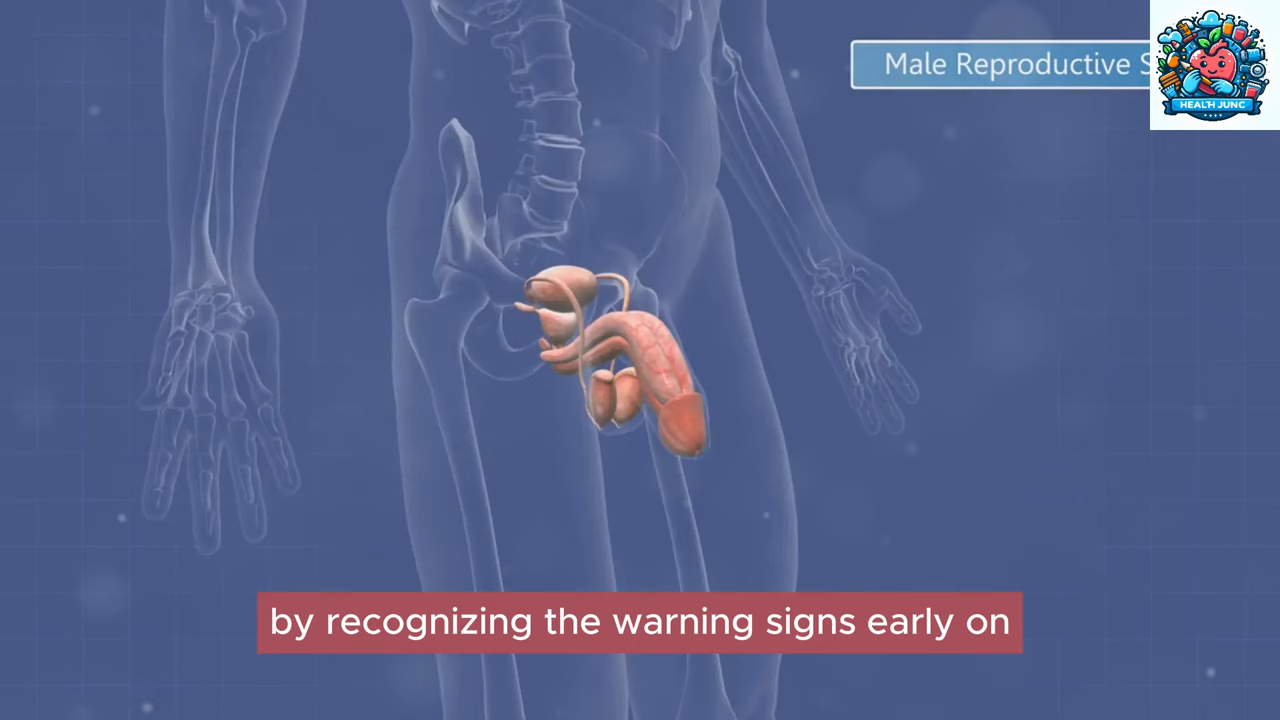 Male Reproductive S
HEALTH JUNC
by recognizing the warning signs early on